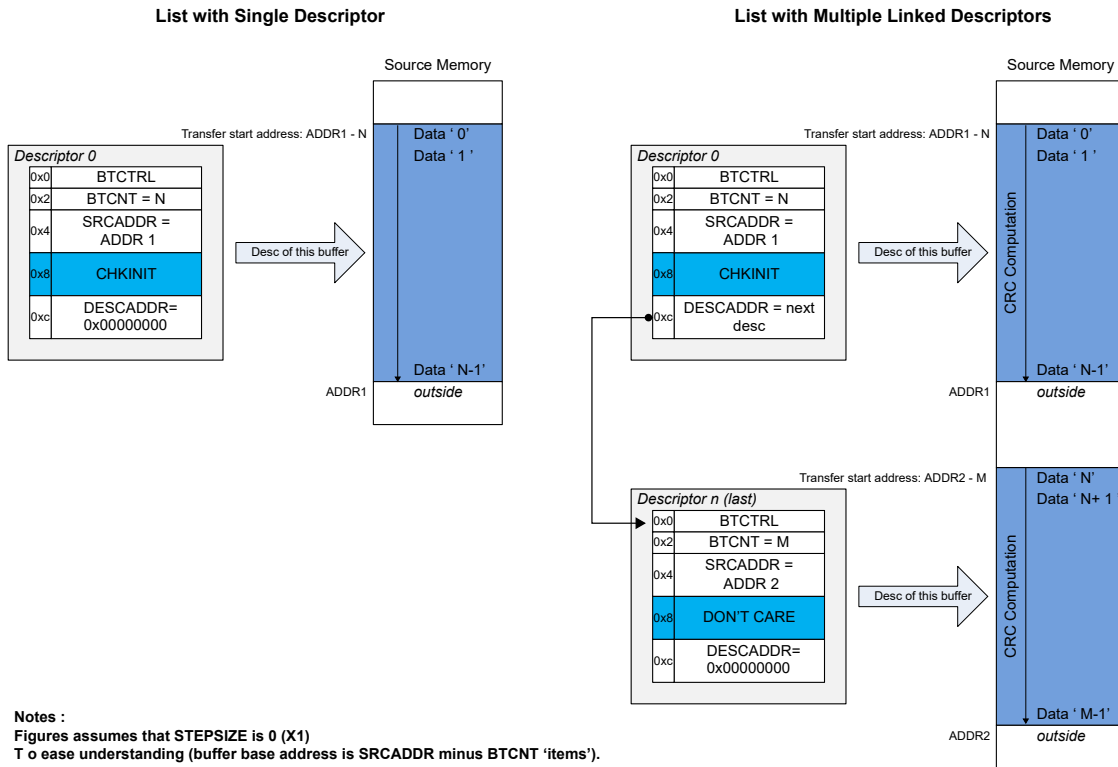 List with Single Descriptor
Source Memory
Transfer start address: ADDR1 - N
Data ‘ 0’
Data ‘ 1 ’
Descriptor 0
0x0 BTCTRL
0x2 BTCNT = N
0x4 SRCADDR =
ADDR 1
0x8 CHKINIT
0xc DESCADDR=
0x00000000
Desc of this buffer
Data ‘ N-1’
ADDR1
outside
List with Multiple Linked Descriptors
Source Memory
Transfer start address: ADDR1 - N
Data ‘ 0’
Data ‘ 1 ’
Descriptor 0
0x0 BTCTRL
0x2 BTCNT = N
0x4 SRCADDR =
ADDR 1
0x8 CHKINIT
0xc DESCADDR = next
desc
Desc of this buffer
CRC Computation
Data ‘ N-1’
ADDR1
outside
Transfer start address: ADDR2 - M
Data ‘ N’
Data ‘ N+ 1 ’
Descriptor n (last)
0x0 BTCTRL
0x2 BTCNT = M
0x4 SRCADDR =
ADDR 2
0x8 DON’T CARE
0xc DESCADDR=
0x00000000
Desc of this buffer
CRC Computation
Data ‘ M-1’
ADDR2
outside
Notes :
Figures assumes that STEPSIZE is 0 (X1)
T o ease understanding (buffer base address is SRCADDR minus BTCNT ‘items’).